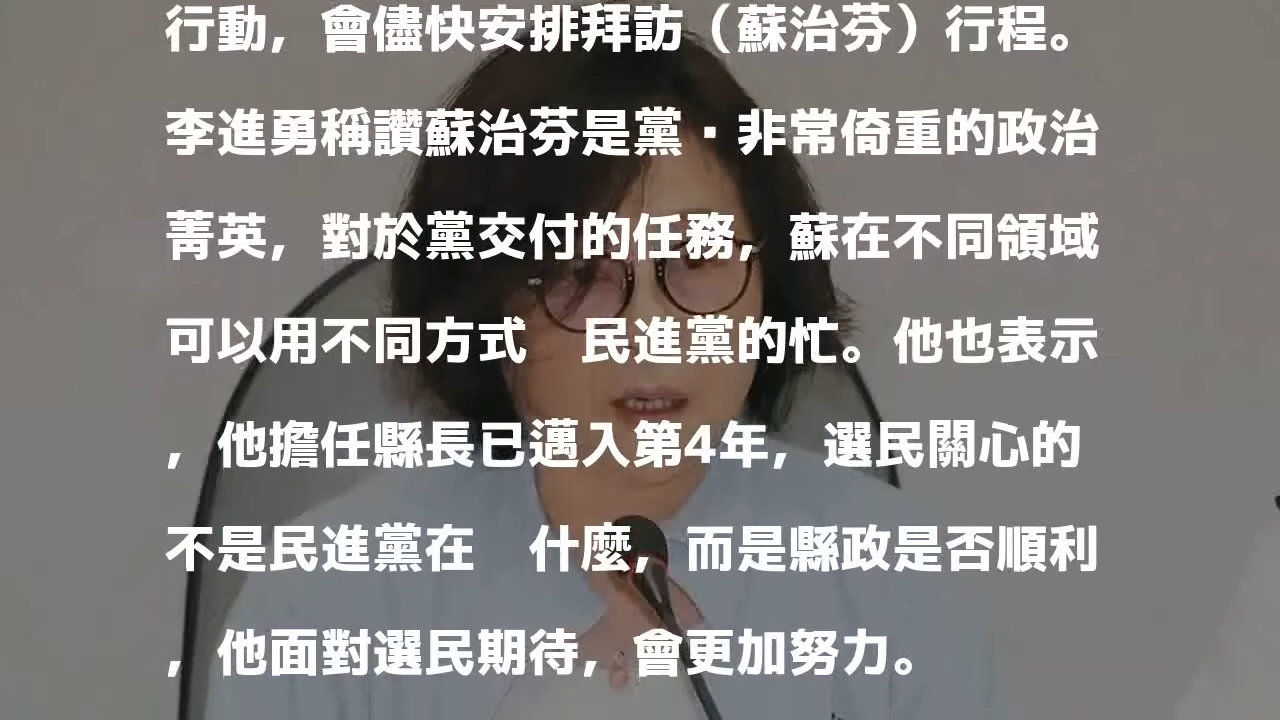 行動，會儘快安排拜訪（蘇治芬）行程。
李進勇稱讚蘇治芬是黨·非常倚重的政治
菁英，對於黨交付的任務，蘇在不同領域
可以用不同方式　民進黨的忙。他也表示
，他擔任縣長已邁入第4年，選民關心的
不是民進黨在　什麼，而是縣政是否順利
，他面對選民期待，會更加努力。